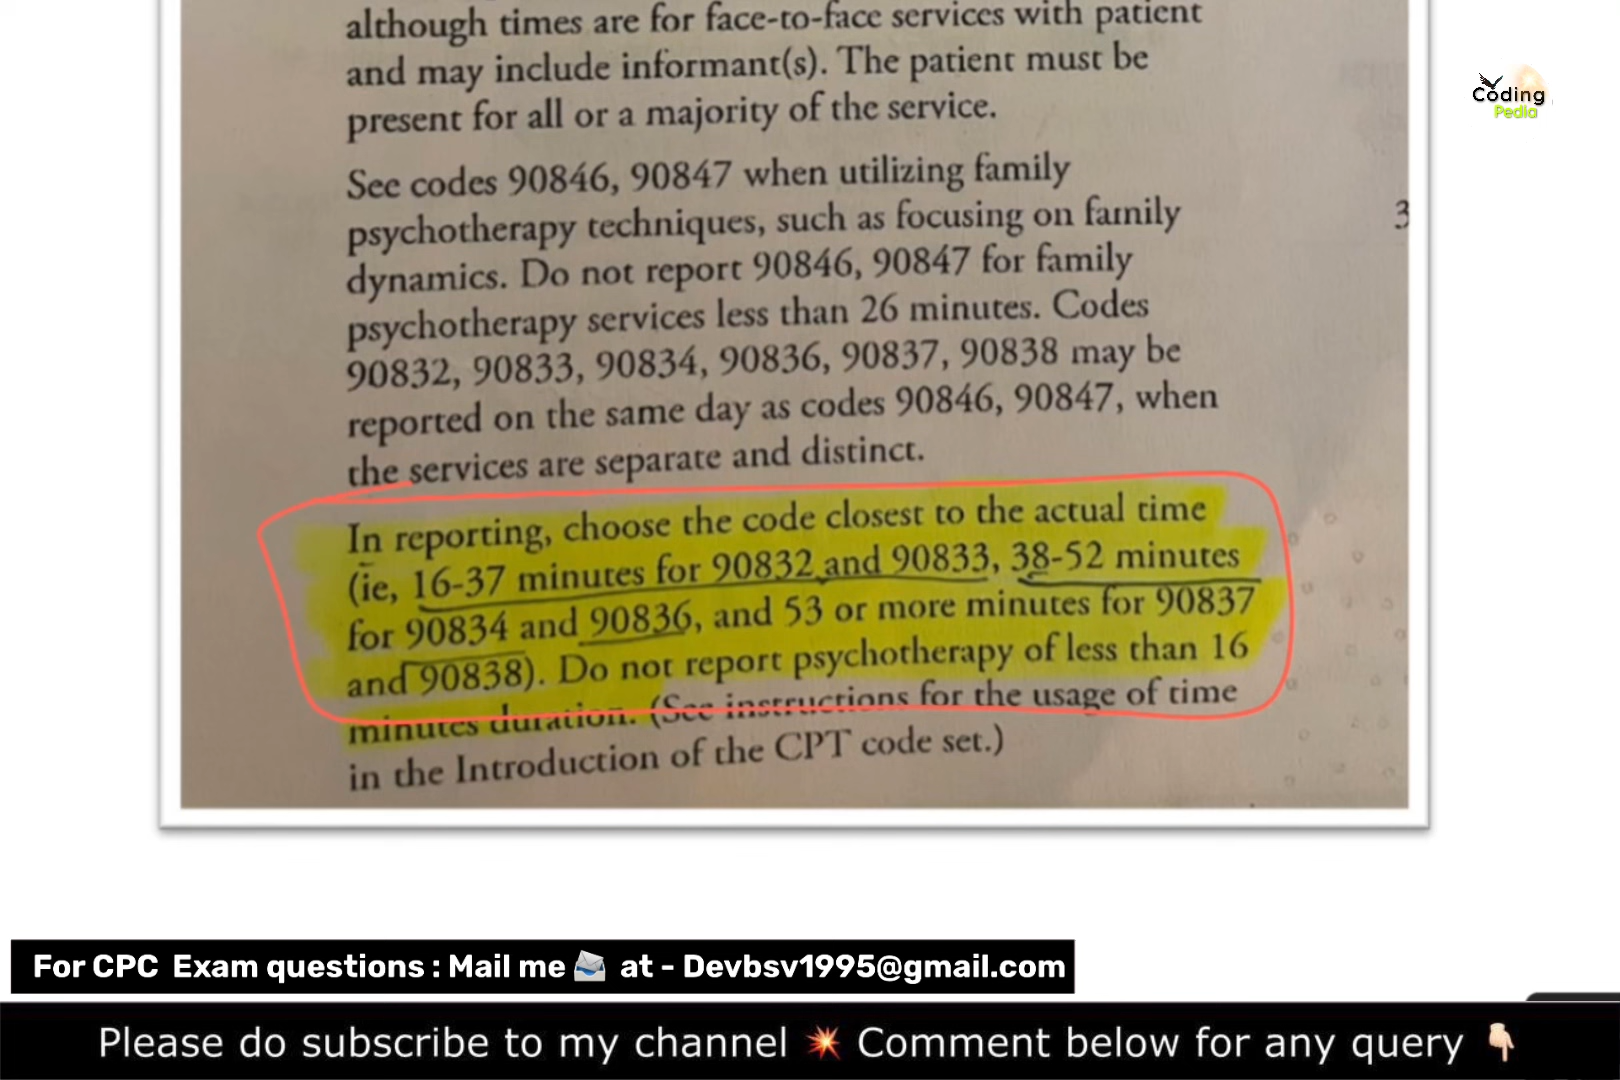 although times are for face-to-face services with patient
and may include informant(s). The patient must be
present for all or a majority of the service.
See codes 90846, 90847 when utilizing family
psychotherapy techniques, such as focusing on family
dynamics. Do not report 90846, 90847 for family
psychotherapy services less than 26 minutes. Codes
90832, 90833, 90834, 90836, 90837, 90838 may be
reported on the same day as codes 90846, 90847, when
the services are separate and distinct.
In reporting, choose the code closest to the actual time
(ie, 16-37 minutes for 90832 and 90833, 38-52 minutes
for 90834 and 90836, and 53 or more minutes for 90837
and 90838). Do not report psychotherapy of less than 16
minutes duration. (See instructions for the usage of time
in the Introduction of the CPT code set.)
3
Coding
Pedia
For CPC Exam questions : Mail me 📨 at - Devbsv1995@gmail.com
Please do subscribe to my channel 💥 Comment below for any query 👇🏻